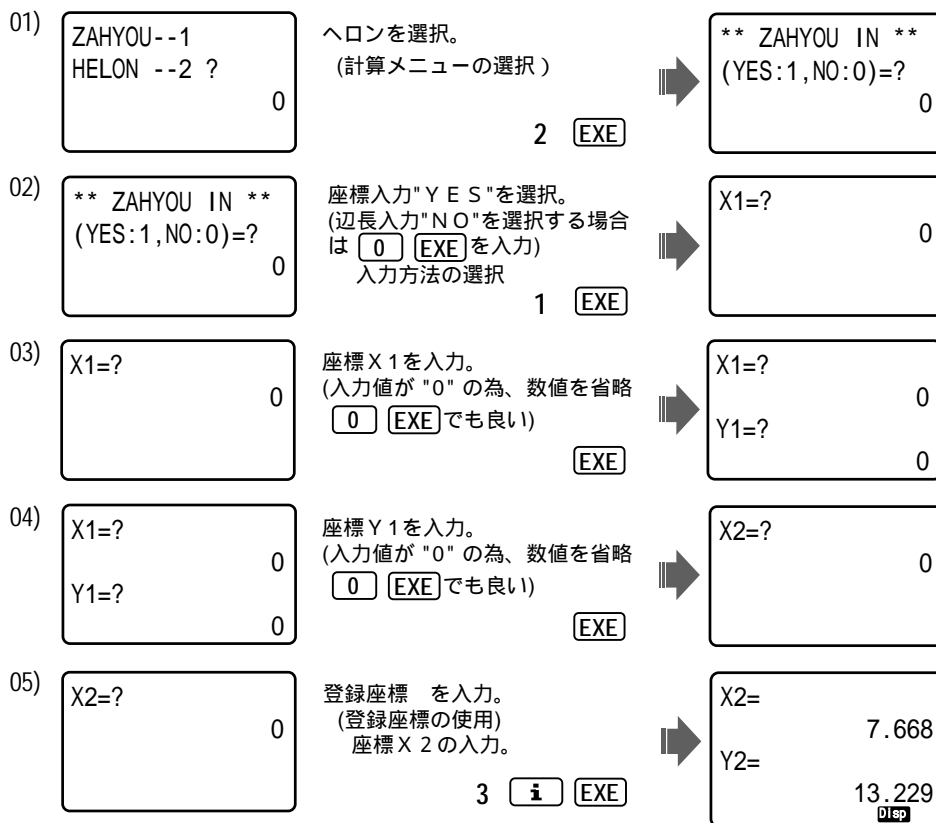 01)
ZAHYOU--1
HELON --2 ?
0
ヘロンを選択。
(計算メニューの選択)
2 EXE
** ZAHYOU IN **
(YES:1,NO:0)=?
0
02)
** ZAHYOU IN **
(YES:1,NO:0)=?
0
座標入力"YES"を選択。
(辺長入力"NO"を選択する場合
は 0 EXE を入力)
入力方法の選択
1 EXE
X1=?
0
03)
X1=?
0
座標X1を入力。
(入力値が "0" の為、数値を省略
0 EXE でも良い)
EXE
X1=?
0
Y1=?
0
04)
X1=?
0
Y1=?
0
座標Y1を入力。
(入力値が "0" の為、数値を省略
0 EXE でも良い)
EXE
X2=?
0
05)
X2=?
0
登録座標 を入力。
(登録座標の使用)
座標X2の入力。
3 i EXE
X2=
7.668
Y2=
13.229
Disp